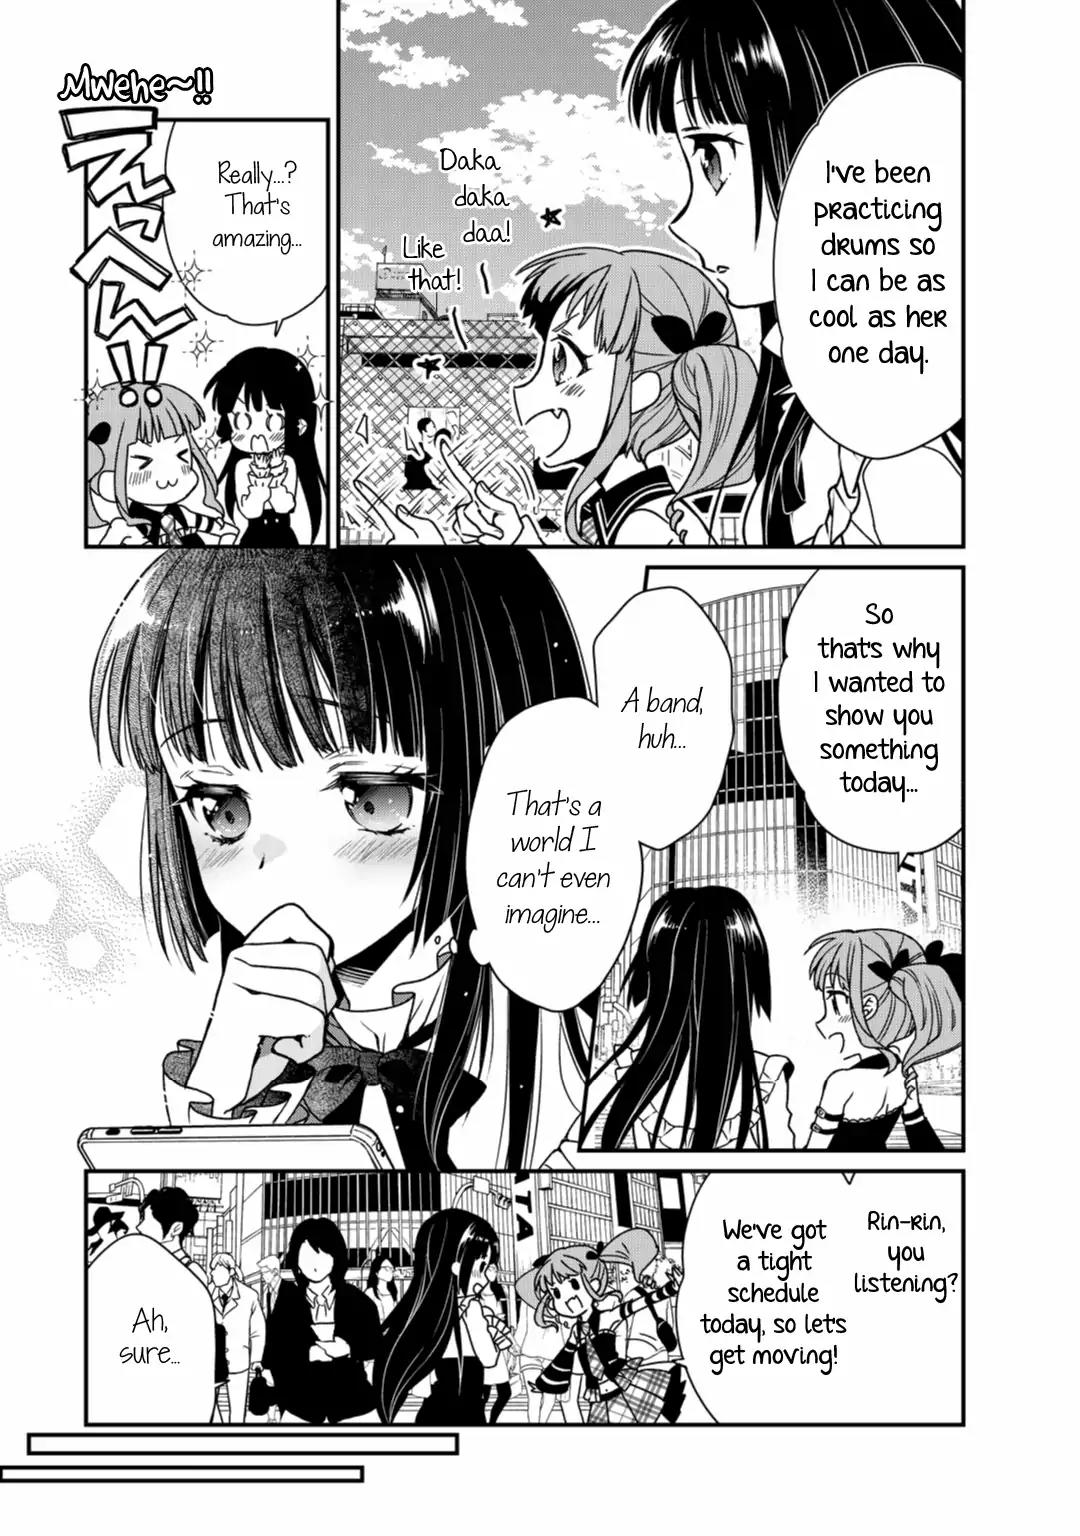 I've been
practicing
drums so
I can be as
cool as her
one day.
Daka
daka
daa!
Like
that!
Mwehe~!!
えっへん
Really...?
That's
amazing...
So
that's why
I wanted to
show you
something
today...
A band,
huh...
That's a
world I
can't even
imagine...
Rin-rin,
you
listening?
We've got
a tight
schedule
today, so let's
get moving!
Ah,
sure...